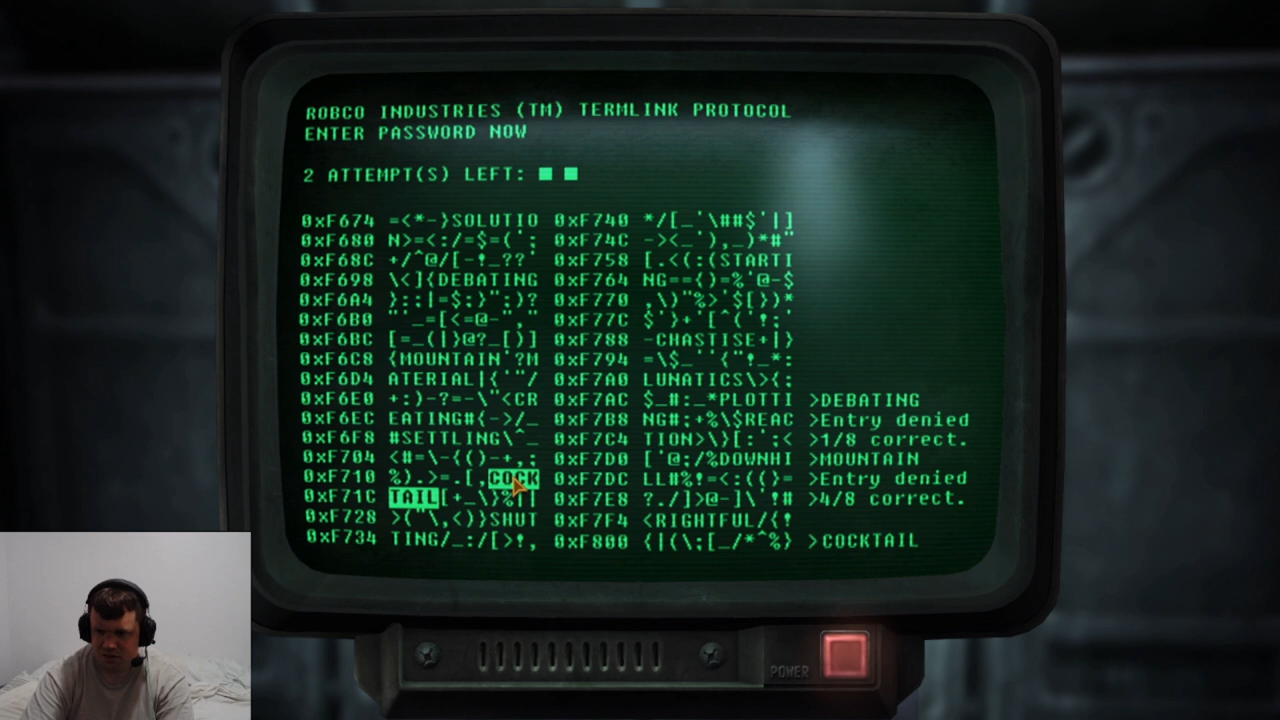 ROBCO INDUSTRIES (TM) TERMLINK PROTOCOL
ENTER PASSWORD NOW
2 ATTEMPT(S) LEFT: ■ ■
0xF674 =<*-}SOLUTIO 0xF740 */[_'\##$'|]
0xF680 N>=<:/=$=(`; 0xF74C -><_`),_)*#"
0xF68C +/^@/[-!_??' 0xF758 [.<(:(STARTI
0xF698 \<]{DEBATING 0xF764 NG=={)=%'@-$
0xF6A4 }:;|=$;}";)? 0xF770 ,\)"%>'$[})*
0xF6B0 "'_=[<=@-"," 0xF77C $'}+`[^('!;'
0xF6BC [=_(|}@?_[)] 0xF788 -CHASTISE+|}
0xF6C8 {MOUNTAIN'?M 0xF794 =\$_``{"!_*:
0xF6D4 ATERIAL|{'"/ 0xF7A0 LUNATICS\>{;
0xF6E0 +:)-?=-\"<CR 0xF7AC $_#:_*PLOTTI >DEBATING
0xF6EC EATING#{->/_ 0xF7B8 NG#;+%\$REAC >Entry denied
0xF6F8 #SETTLING\^_ 0xF7C4 TION>\}[:';< >1/8 correct.
0xF704 <#=\-{()-+,; 0xF7D0 ['@;/%DOWNHI >MOUNTAIN
0xF710 %).>=.[,COCK 0xF7DC LL#%!=<:(()= >Entry denied
0xF71C TAIL[+_\}%|| 0xF7E8 ?./]>@-]\'!# >4/8 correct.
0xF728 >("\,<)}SHUT 0xF7F4 <RIGHTFUL/{!
0xF734 TING/_:/[>!, 0xF800 {|(\;[_/*^%} >COCKTAIL
POWER